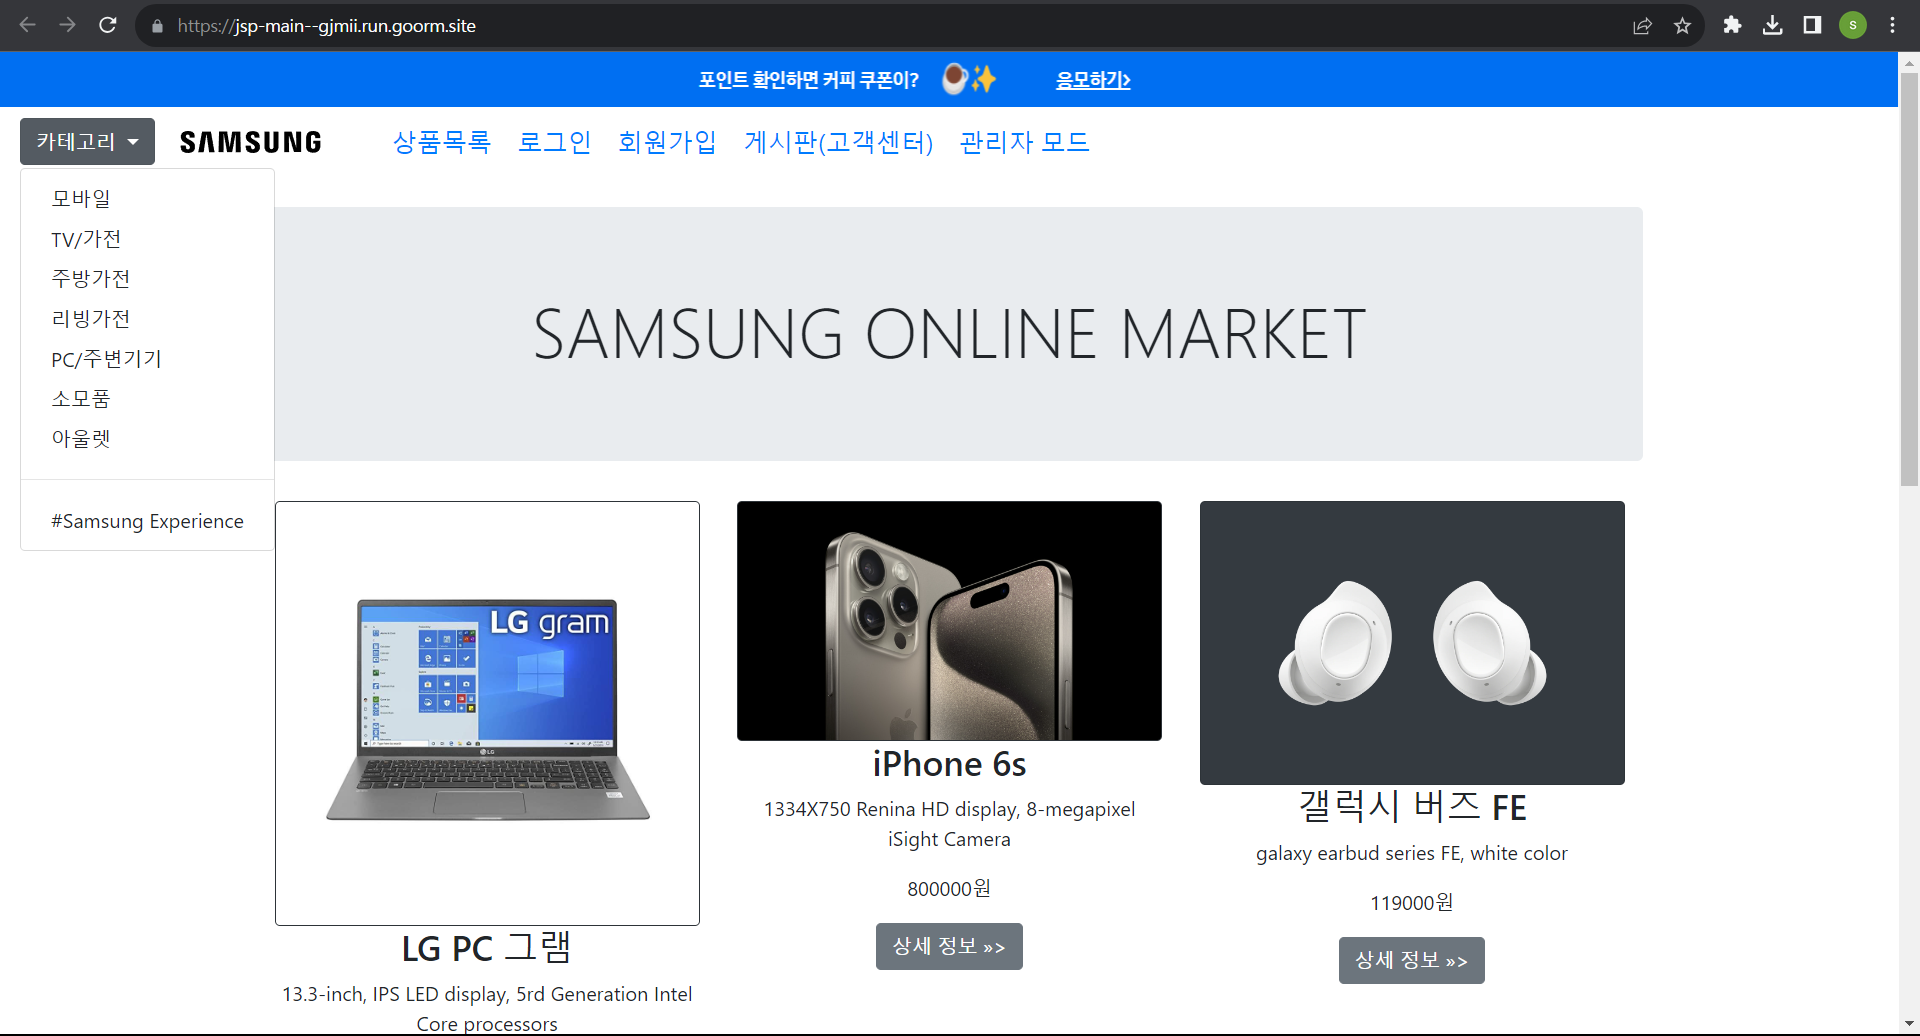 https://jsp-main--gjmii.run.goorm.site
S
포인트 확인하면 커피 쿠폰이? 응모하기>
카테고리 SAMSUNG 상품목록 로그인 회원가입 게시판(고객센터) 관리자 모드
모바일
TV/가전
주방가전
리빙가전
PC/주변기기
소모품
아울렛
#Samsung Experience
SAMSUNG ONLINE MARKET
LG gram
LG
LG PC 그램
13.3-inch, IPS LED display, 5rd Generation Intel
Core processors
iPhone 6s
1334X750 Renina HD display, 8-megapixel
iSight Camera
800000원
상세 정보 »>
갤럭시 버즈 FE
galaxy earbud series FE, white color
119000원
상세 정보 »>